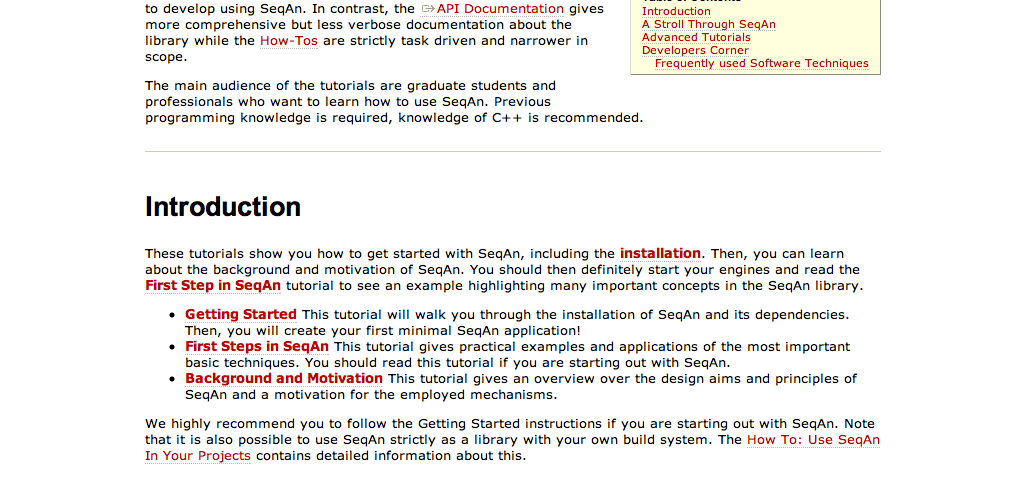 to develop using SeqAn. In contrast, the API Documentation gives
more comprehensive but less verbose documentation about the
library while the How-Tos are strictly task driven and narrower in
scope.
Introduction
A Stroll Through SeqAn
Advanced Tutorials
Developers Corner
Frequently used Software Techniques
The main audience of the tutorials are graduate students and
professionals who want to learn how to use SeqAn. Previous
programming knowledge is required, knowledge of C++ is recommended.
Introduction
These tutorials show you how to get started with SeqAn, including the installation. Then, you can learn
about the background and motivation of SeqAn. You should then definitely start your engines and read the
First Step in SeqAn tutorial to see an example highlighting many important concepts in the SeqAn library.
• Getting Started This tutorial will walk you through the installation of SeqAn and its dependencies.
Then, you will create your first minimal SeqAn application!
• First Steps in SeqAn This tutorial gives practical examples and applications of the most important
basic techniques. You should read this tutorial if you are starting out with SeqAn.
• Background and Motivation This tutorial gives an overview over the design aims and principles of
SeqAn and a motivation for the employed mechanisms.
We highly recommend you to follow the Getting Started instructions if you are starting out with SeqAn. Note
that it is also possible to use SeqAn strictly as a library with your own build system. The How To: Use SeqAn
In Your Projects contains detailed information about this.